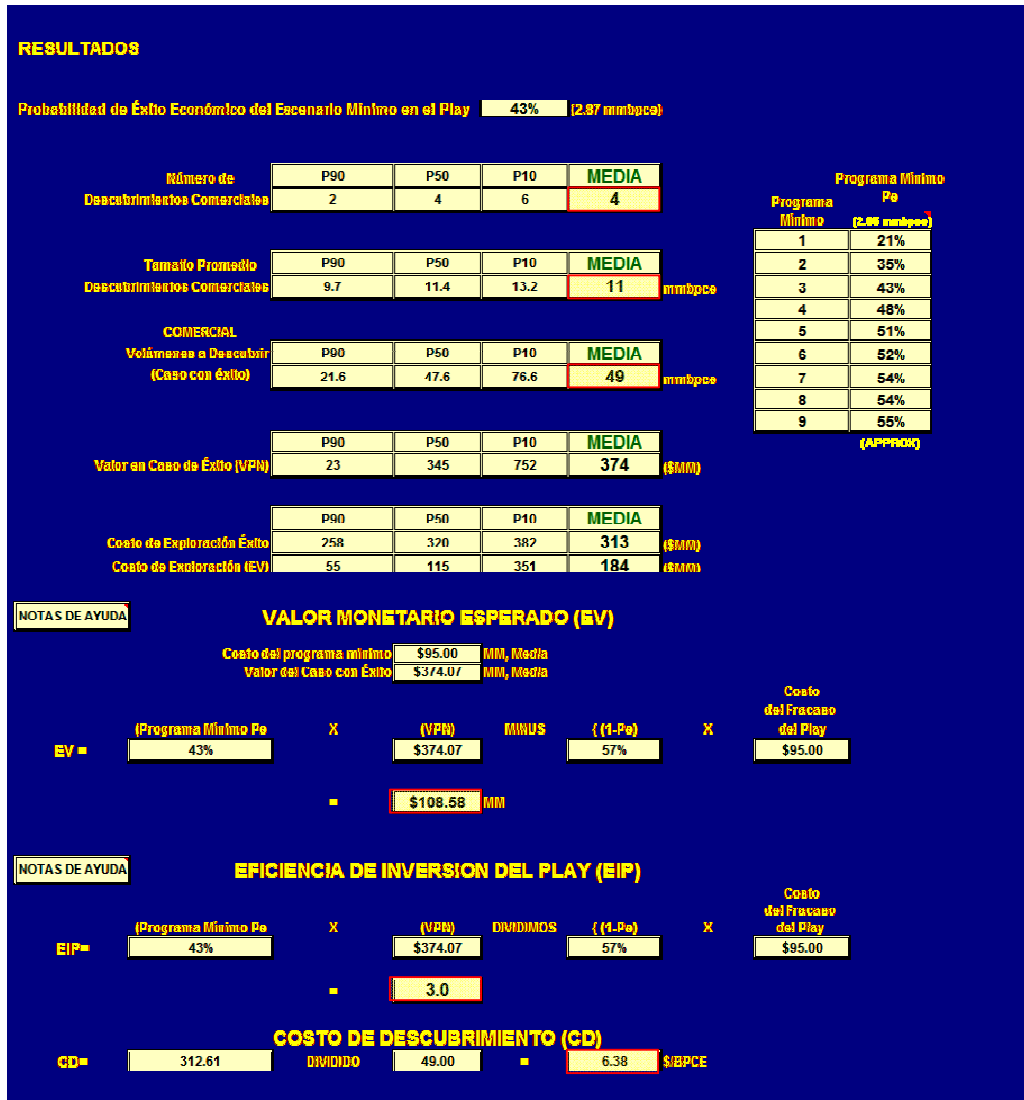 RESULTADOS
Probabilidad de Éxito Económico del Escenario Mínimo en el Play 43% (2.87 mmbpce)
Número de
Descubrimientos Comerciales
P90 P50 P10 MEDIA
2 4 6 4
Programa Mínimo
Programa Mínimo Pe
(2.86 mmbpce)
1 21%
2 35%
3 43%
4 48%
5 51%
6 52%
7 54%
8 54%
9 55%
(APPROX)
Tamaño Promedio
Descubrimientos Comerciales
P90 P50 P10 MEDIA
9.7 11.4 13.2 11 mmbpce
COMERCIAL
Volúmenes a Descubrir
(Caso con éxito)
P90 P50 P10 MEDIA
21.6 47.6 76.6 49 mmbpce
P90 P50 P10 MEDIA
Valor en Caso de Éxito (VPN) 23 345 752 374 ($MM)
P90 P50 P10 MEDIA
Costo de Exploración Éxito 258 320 382 313 ($MM)
Costo de Exploración (EV) 55 115 351 184 ($MM)
NOTAS DE AYUDA
VALOR MONETARIO ESPERADO (EV)
Costo del programa mínimo $95.00 MM, Media
Valor del Caso con Éxito $374.07 MM, Media
Costo
del Fracaso
(Programa Mínimo Pe X (VPN) MINUS { (1-Pe) X del Play
EV = 43% $374.07 57% $95.00
= $108.58 MM
NOTAS DE AYUDA
EFICIENCIA DE INVERSION DEL PLAY (EIP)
Costo
del Fracaso
(Programa Mínimo Pe X (VPN) DIVIDIMOS { (1-Pe) X del Play
EIP= 43% $374.07 57% $95.00
= 3.0
COSTO DE DESCUBRIMIENTO (CD)
CD= 312.61 DIVIDIDO 49.00 = 6.38 $/BPCE